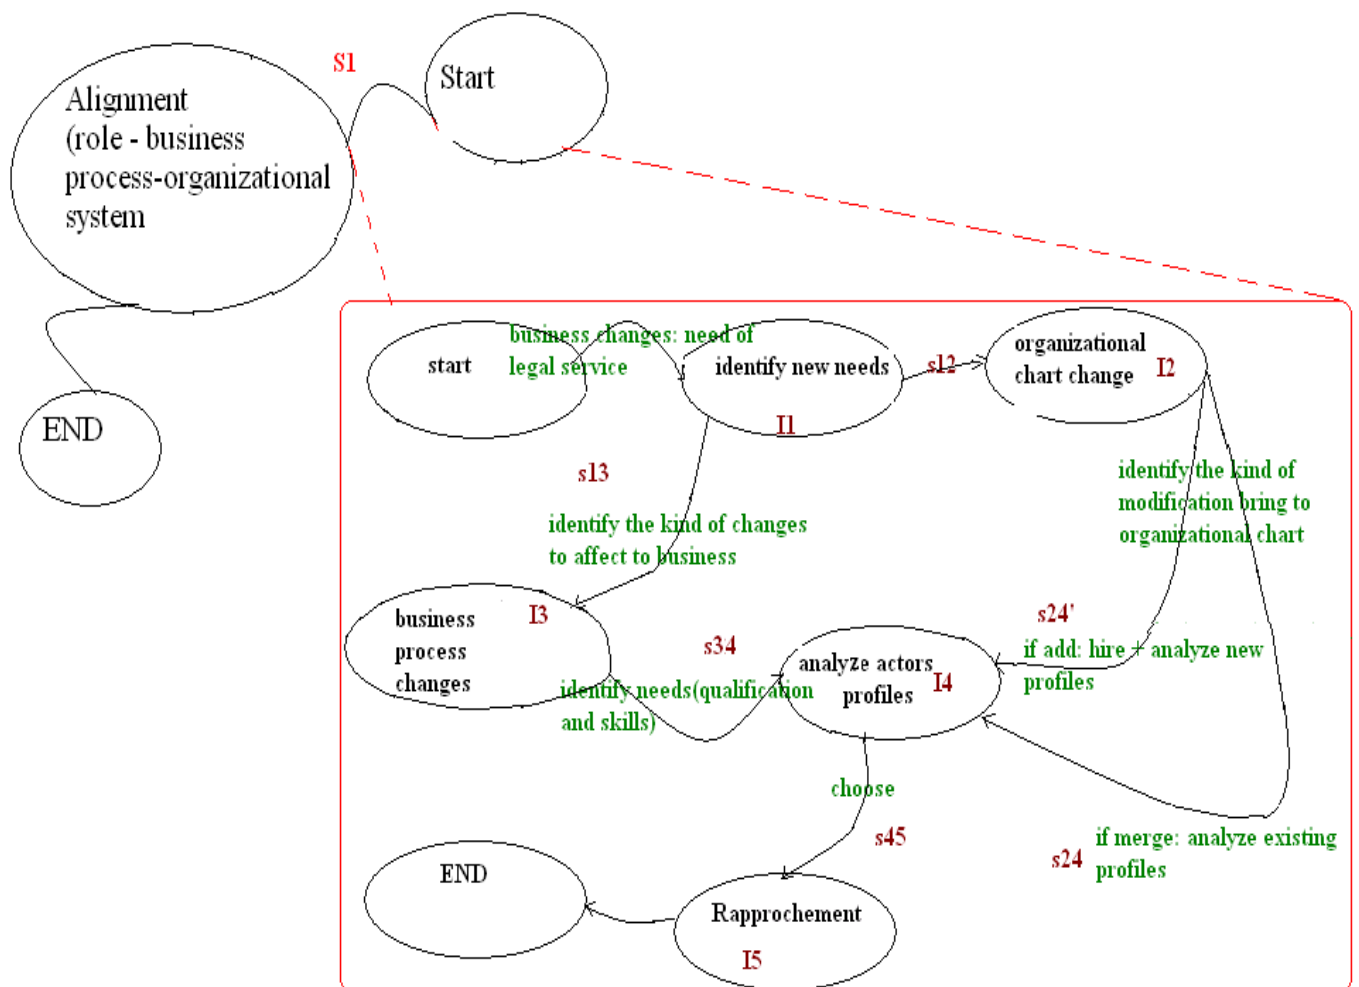 S1
Start
Alignment
(role - business
process-organizational
system
END
start
business changes: need of
legal service
identify new needs
I1
s12
organizational
chart change
I2
s13
identify the kind of changes
to affect to business
identify the kind of
modification bring to
organizational chart
business
process
changes
I3
s34
identify needs(qualification
and skills)
analyze actors
profiles
I4
s24'
if add: hire + analyze new
profiles
choose
s45
s24
if merge: analyze existing
profiles
END
Rapprochement
I5